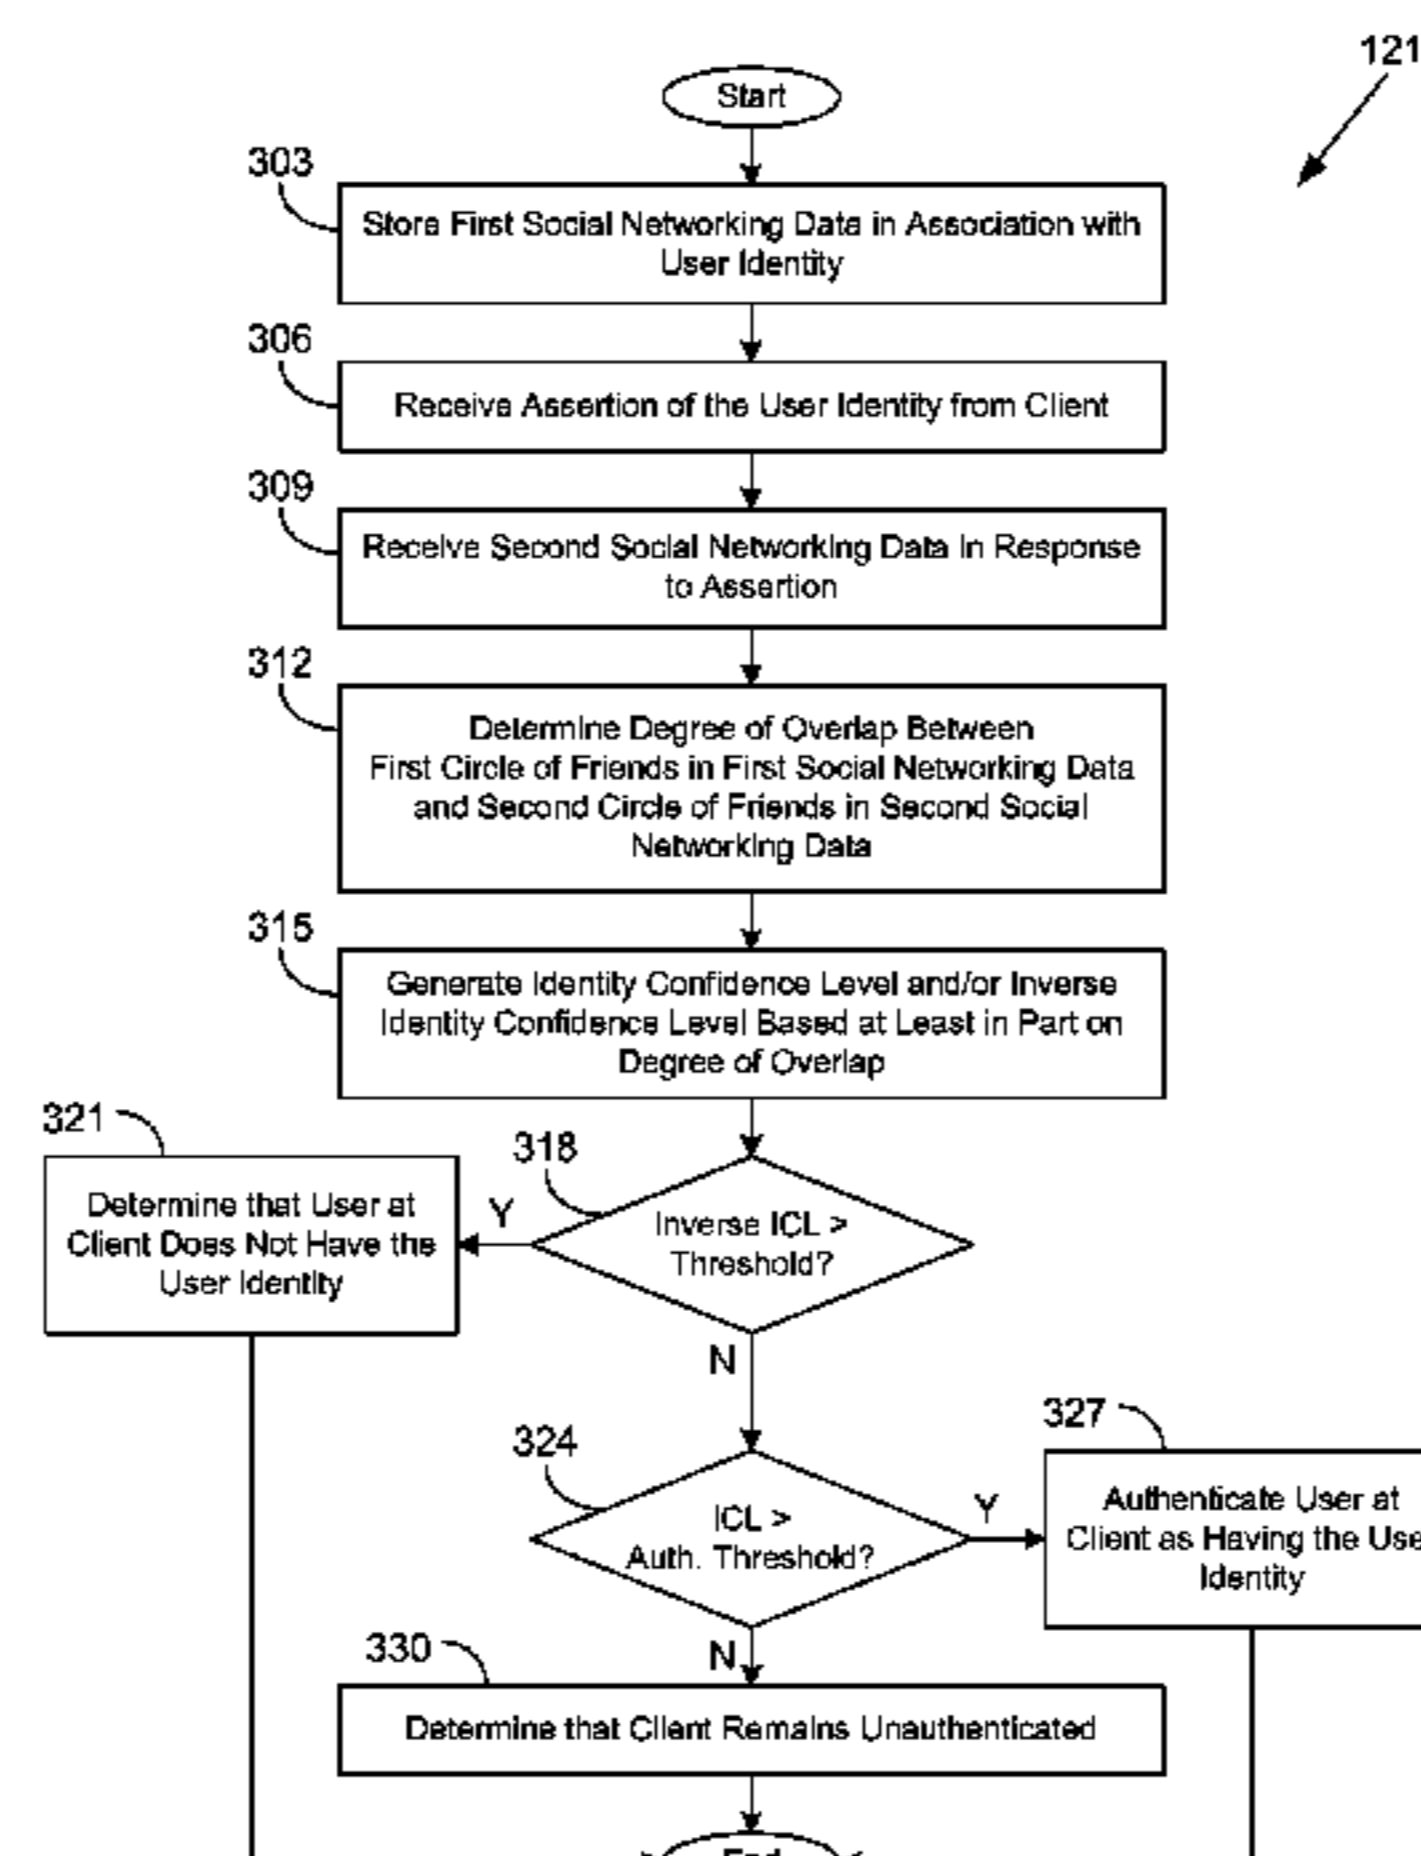 121
Start
303
Store First Social Networking Data in Association with
User Identity
306
Receive Assertion of the User Identity from Client
309
Receive Second Social Networking Data in Response
to Assertion
312
Determine Degree of Overlap Between
First Circle of Friends in First Social Networking Data
and Second Circle of Friends in Second Social
Networking Data
315
Generate Identity Confidence Level and/or Inverse
Identity Confidence Level Based at Least in Part on
Degree of Overlap
321
318
Determine that User at
Client Does Not Have the
User Identity
Y
Inverse ICL >
Threshold?
N
327
324
ICL >
Auth. Threshold?
Y
Authenticate User at
Client as Having the Use
Identity
330
N
Determine that Client Remains Unauthenticated
End